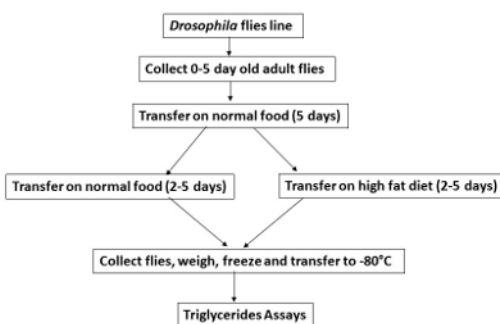 Drosophila flies line
Collect 0-5 day old adult flies
Transfer on normal food (5 days)
Transfer on normal food (2-5 days)
Transfer on high fat diet (2-5 days)
Collect flies, weigh, freeze and transfer to -80°C
Triglycerides Assays